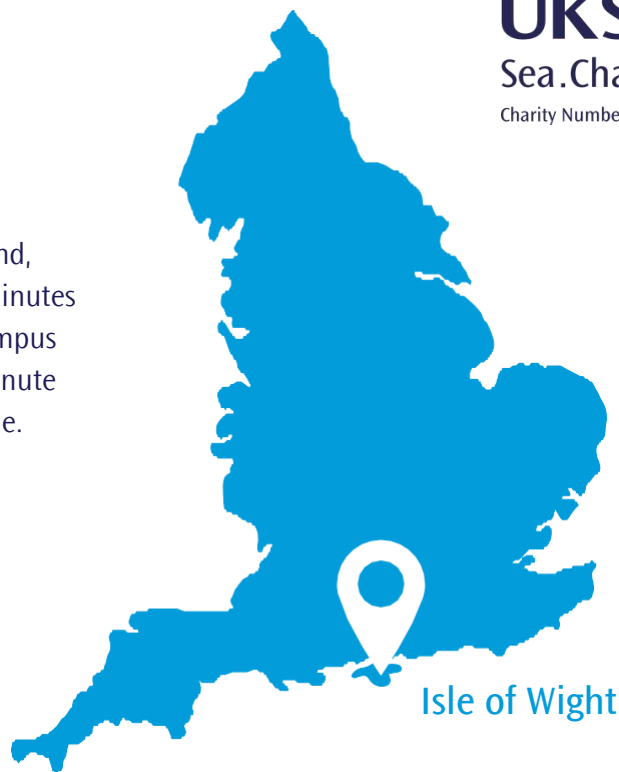 UKS
Sea.Cha
Charity Numbe
nd,
inutes
mpus
nute
e.
Isle of Wight